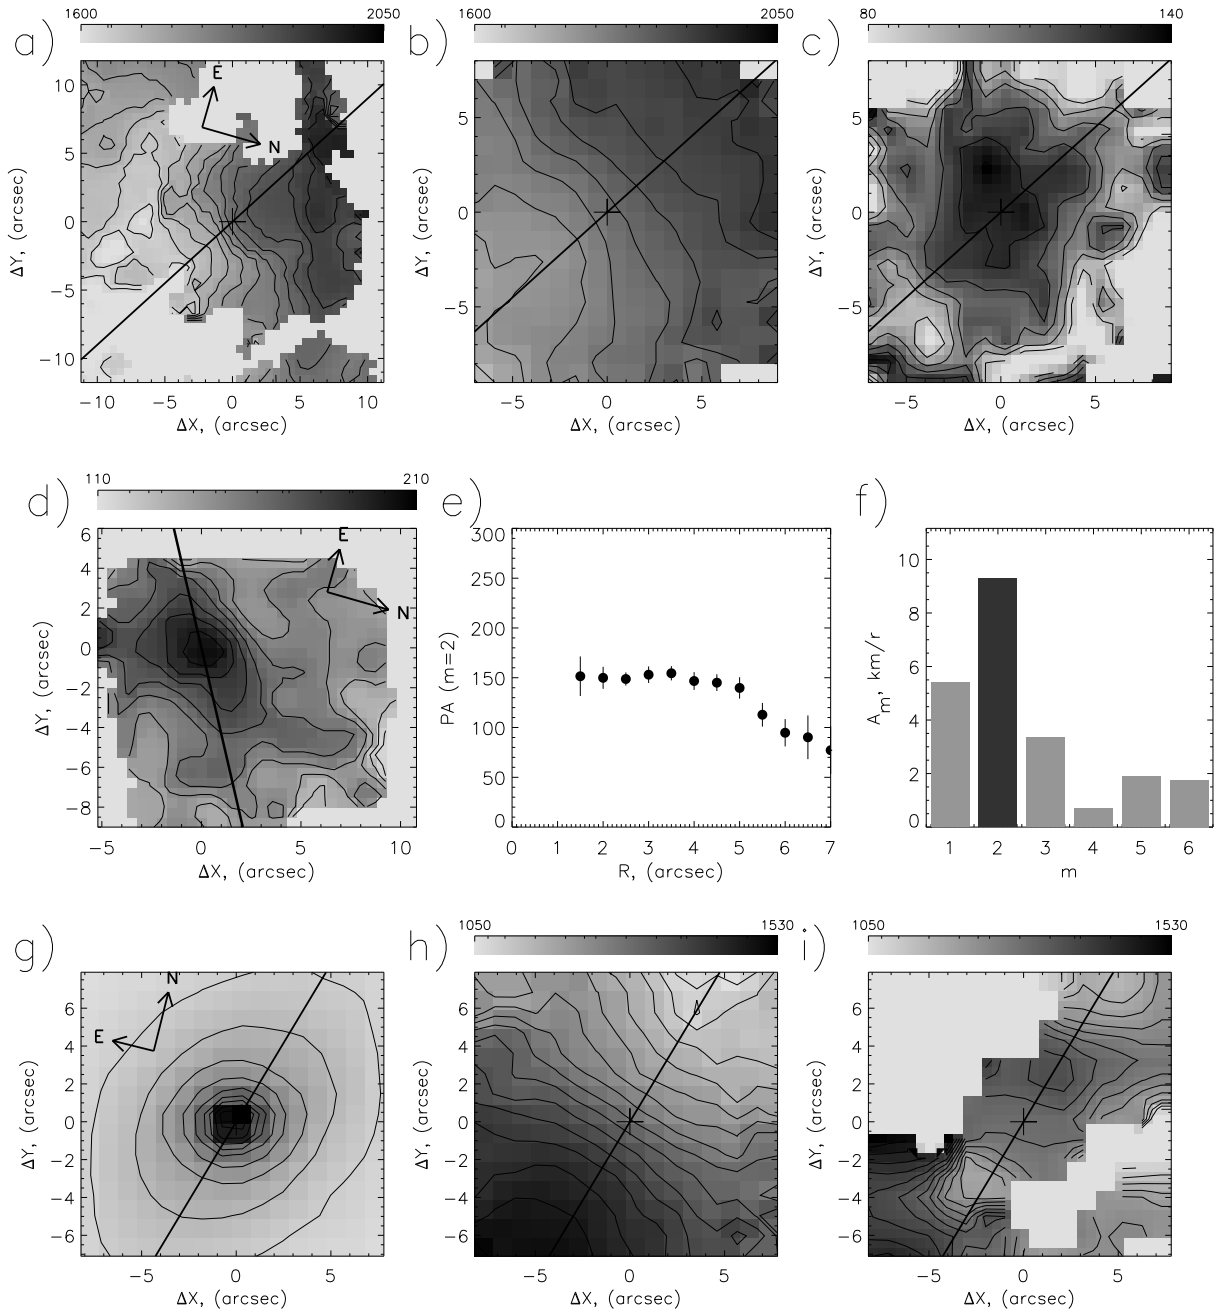 a) 1600 2050 b) 1600 2050 c) 80 140
10 5 0 −5 −10 ΔY, (arcsec) E N
−10 −5 0 5 10
ΔX, (arcsec)
5 0 −5 ΔY, (arcsec)
−5 0 5
ΔX, (arcsec)
5 0 −5 ΔY, (arcsec)
−5 0 5
ΔX, (arcsec)
d) 110 210 e) f)
6 4 2 0 −2 −4 −6 −8 ΔY, (arcsec) E N
−5 0 5 10
ΔX, (arcsec)
300 250 200 150 100 50 0 PA (m=2)
0 1 2 3 4 5 6 7
R, (arcsec)
10 8 6 4 2 0 Am, km/r
1 2 3 4 5 6
m
g) h) 1050 1530 i) 1050 1530
6 4 2 0 −2 −4 −6 ΔY, (arcsec) N E
−5 0 5
ΔX, (arcsec)
6 4 2 0 −2 −4 −6 ΔY, (arcsec)
−5 0 5
ΔX, (arcsec)
6 4 2 0 −2 −4 −6 ΔY, (arcsec)
−5 0 5
ΔX, (arcsec)